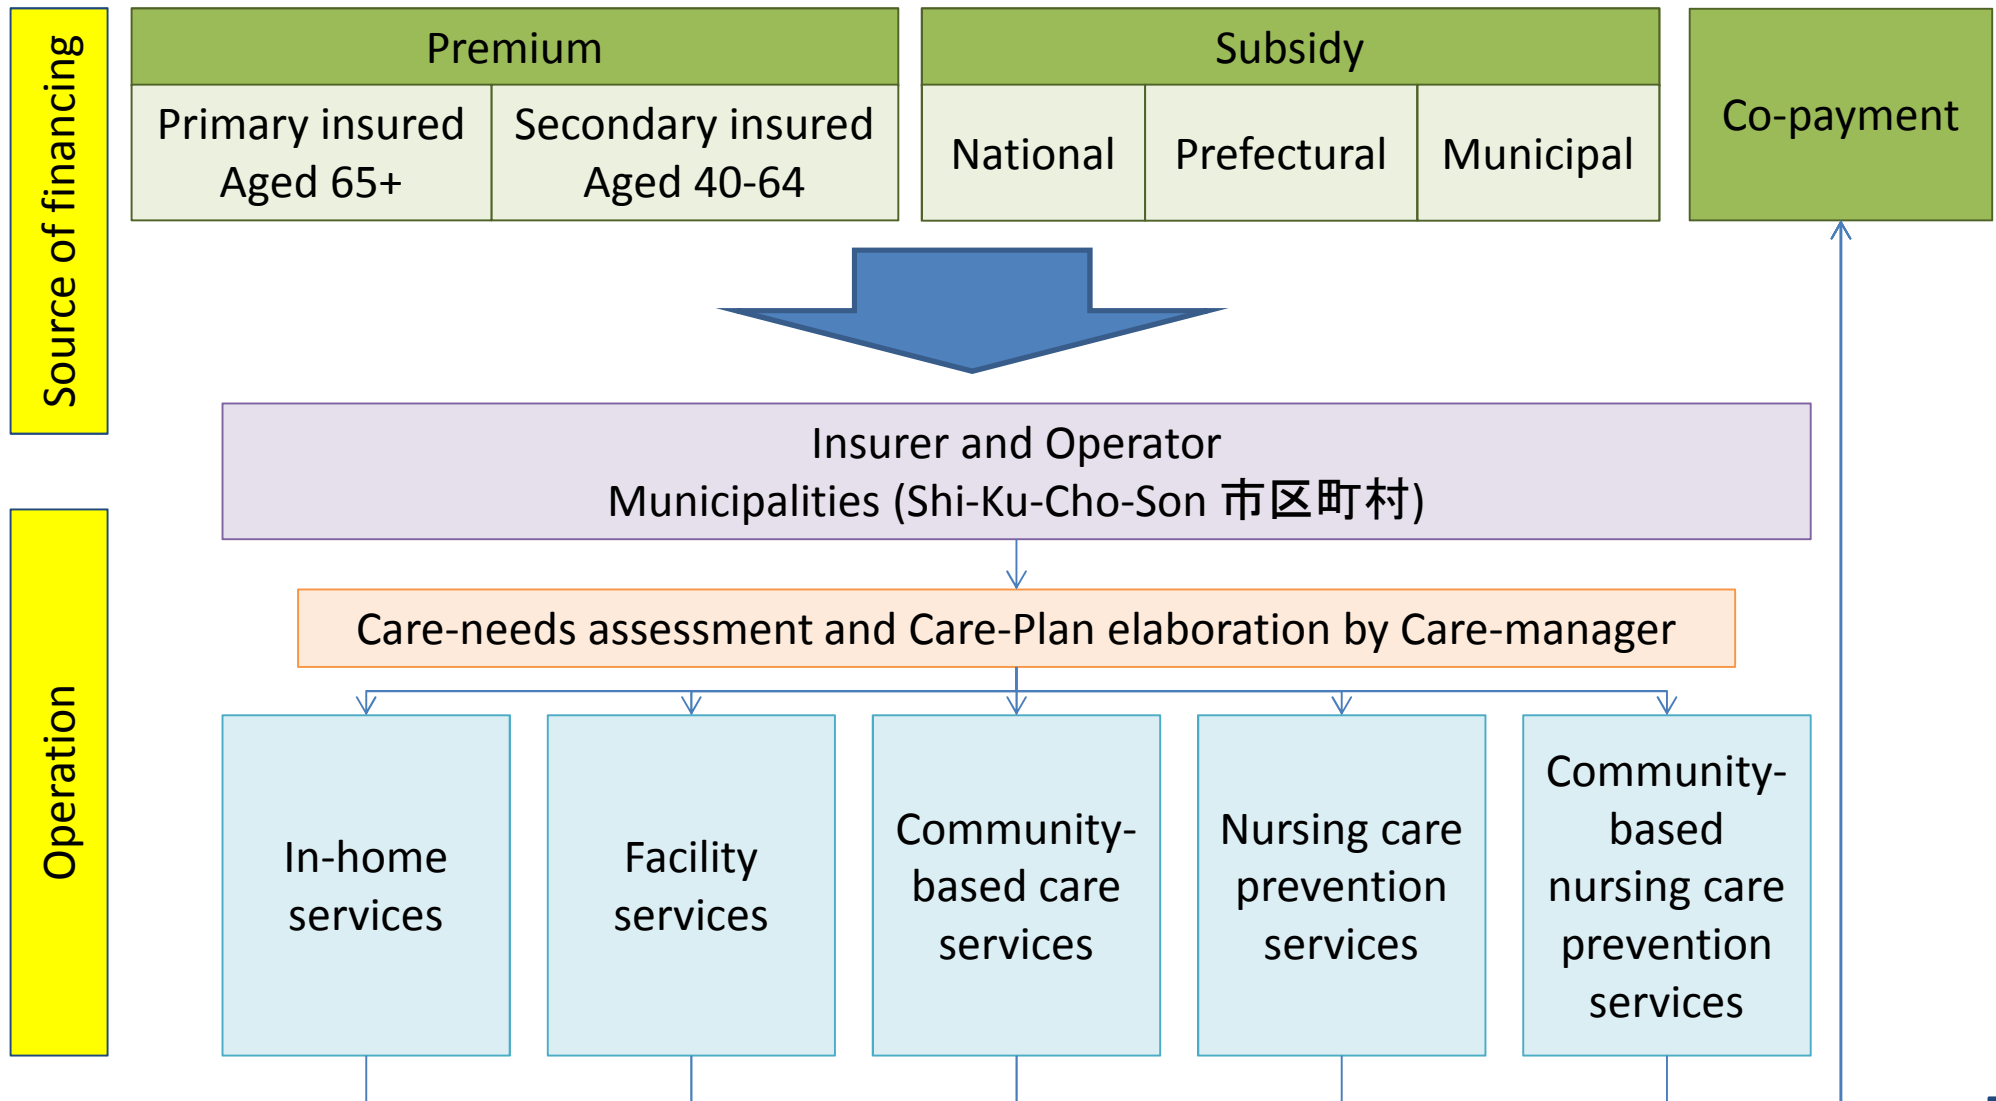 Source of financing
Premium
Primary insured
Aged 65+
Secondary insured
Aged 40-64
Subsidy
National
Prefectural
Municipal
Co-payment
Insurer and Operator
Municipalities (Shi-Ku-Cho-Son 市区町村)
Operation
Care-needs assessment and Care-Plan elaboration by Care-manager
In-home
services
Facility
services
Community-
based care
services
Nursing care
prevention
services
Community-
based
nursing care
prevention
services